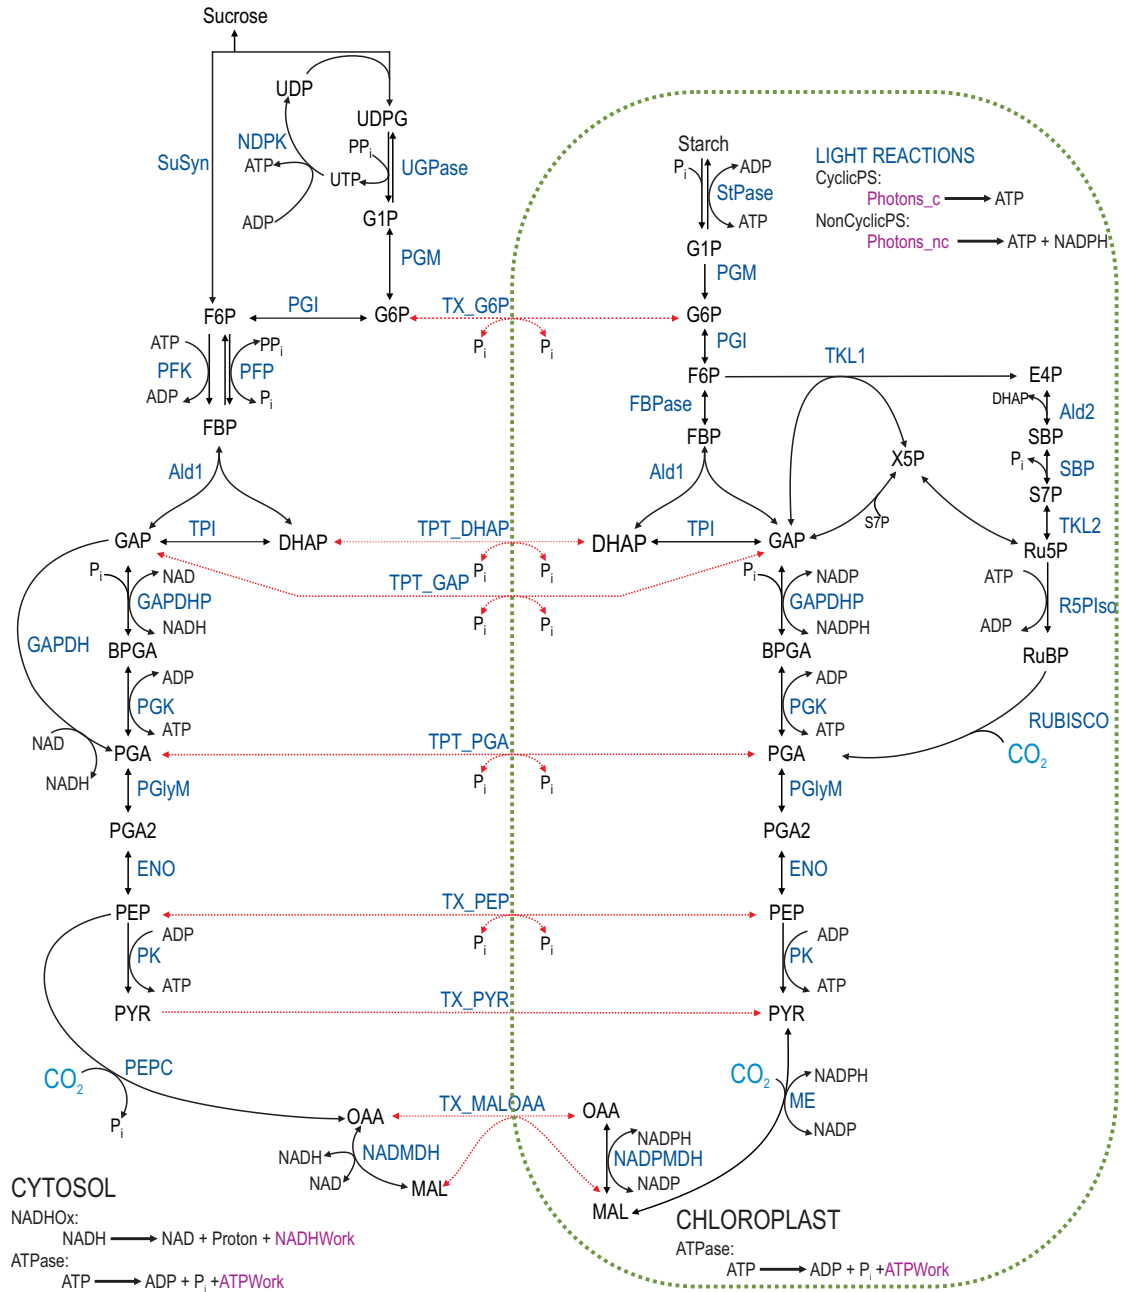 Sucrose
UDP
UDPG
NDPK
PPi
ATP
UTP
UGPase
SuSyn
ADP
G1P
PGM
F6P
PGI
G6P
TX_G6P
Pi
Pi
ATP
PFK
ADP
PPi
PFP
Pi
FBP
Ald1
GAP
TPI
DHAP
TPT_DHAP
Pi
Pi
TPT_GAP
Pi
Pi
Pi
NAD
GAPDHP
NADH
GAPDH
BPGA
ADP
PGK
ATP
NAD
PGA
NADH
TPT_PGA
Pi
Pi
PGlyM
PGA2
ENO
PEP
TX_PEP
Pi
Pi
ADP
PK
ATP
PYR
TX_PYR
CO2
PEPC
Pi
OAA
TX_MALOAA
NADH
NADMDH
NAD
MAL
CYTOSOL
NADHOx:
NADH NAD + Proton + NADHWork
ATPase:
ATP ADP + Pi +ATPWork
Starch
Pi
ADP
StPase
ATP
G1P
PGM
G6P
PGI
F6P
FBPase
FBP
Ald1
DHAP
TPI
GAP
LIGHT REACTIONS
CyclicPS:
Photons_c ATP
NonCyclicPS:
Photons_nc ATP + NADPH
TKL1
E4P
DHAP
Ald2
SBP
Pi
SBP
S7P
TKL2
X5P
S7P
Ru5P
ATP
R5PIso
ADP
RuBP
RUBISCO
CO2
Pi
NADP
GAPDHP
NADPH
BPGA
ADP
PGK
ATP
PGA
PGlyM
PGA2
ENO
PEP
ADP
PK
ATP
PYR
CO2
NADPH
ME
NADP
OAA
NADPH
NADPMDH
NADP
MAL
CHLOROPLAST
ATPase:
ATP ADP + Pi +ATPWork